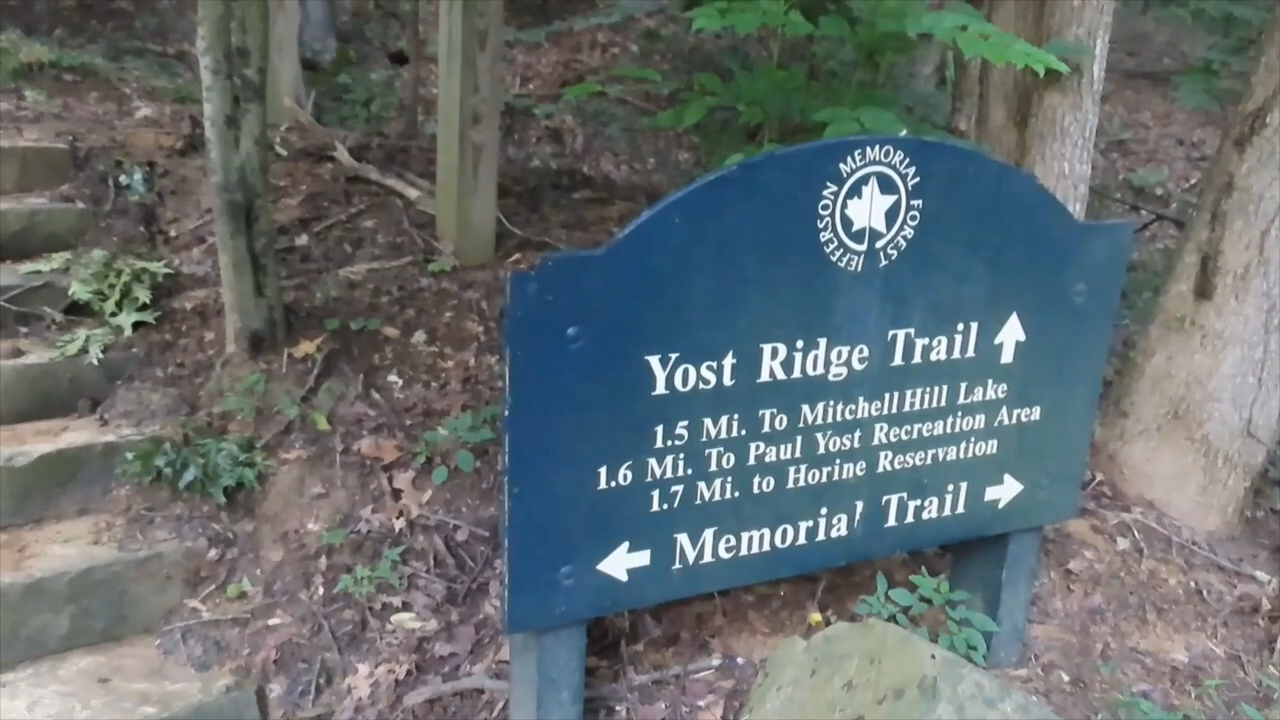 JEFFERSON MEMORIAL FOREST
Yost Ridge Trail
1.5 Mi. To Mitchell Hill Lake
1.6 Mi. To Paul Yost Recreation Area
1.7 Mi. to Horine Reservation
Memorial Trail